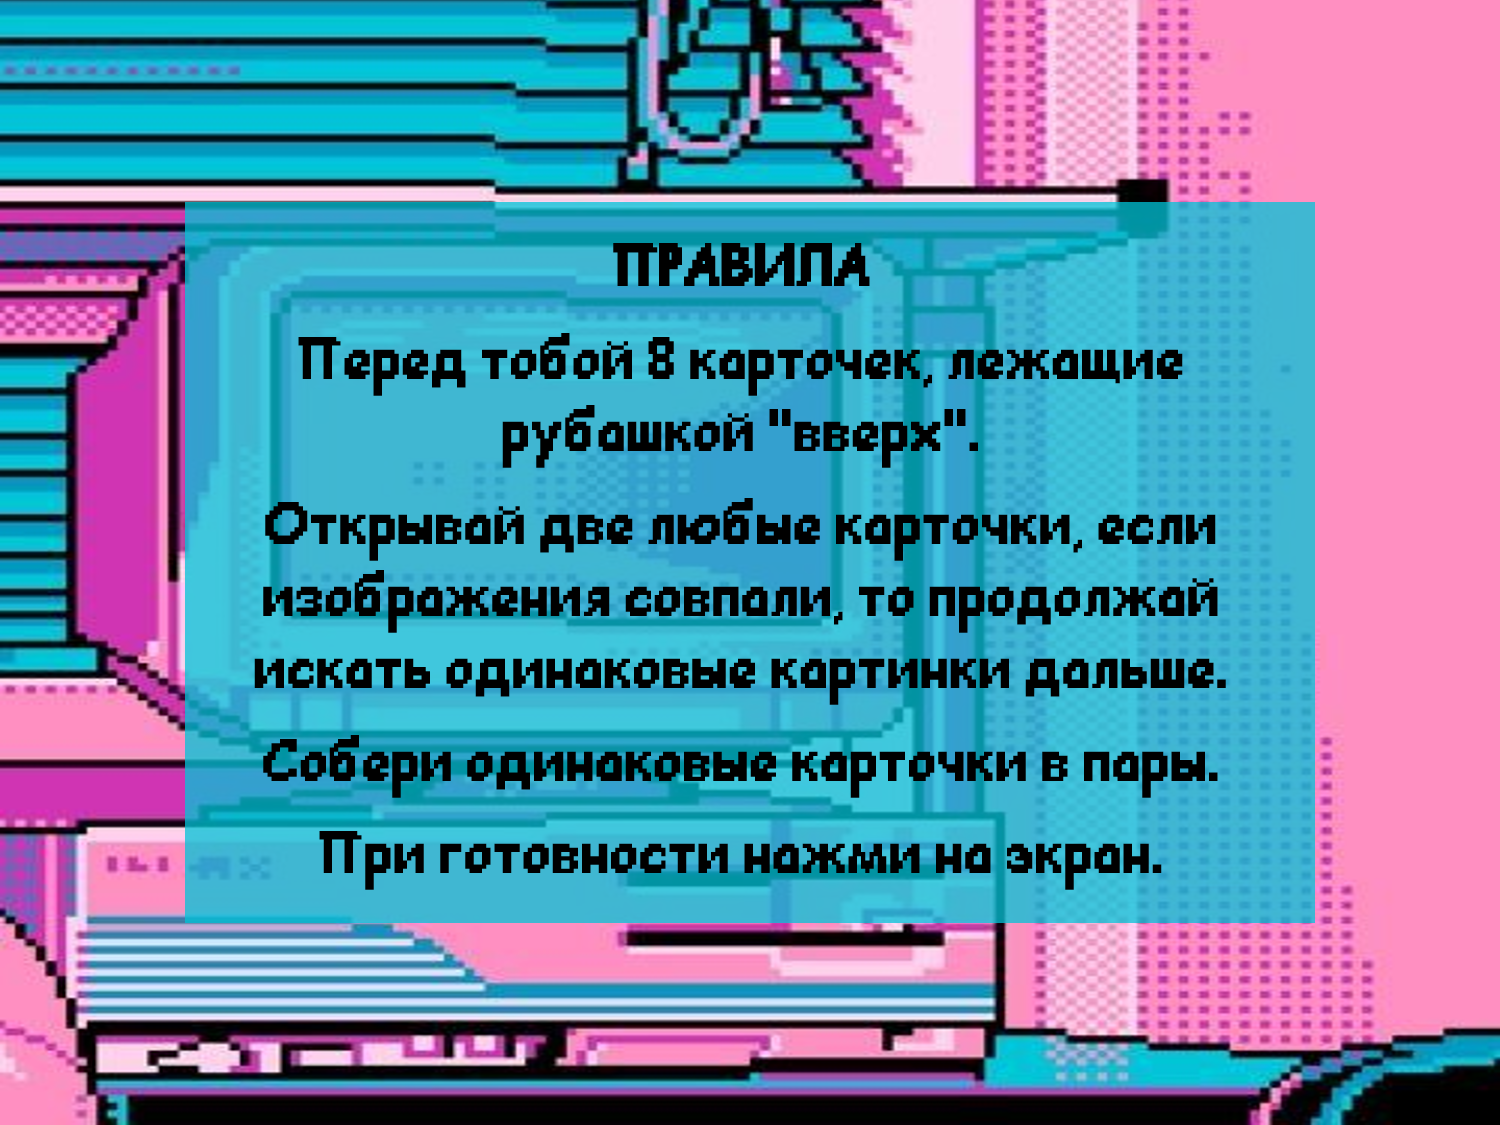 ПРАВИЛА
Перед тобой 8 карточек, лежащие
рубашкой "вверх".
Открывай две любые карточки, если
изображения совпали, то продолжай
искать одинаковые картинки дальше.
Собери одинаковые карточки в пары.
При готовности нажми на экран.